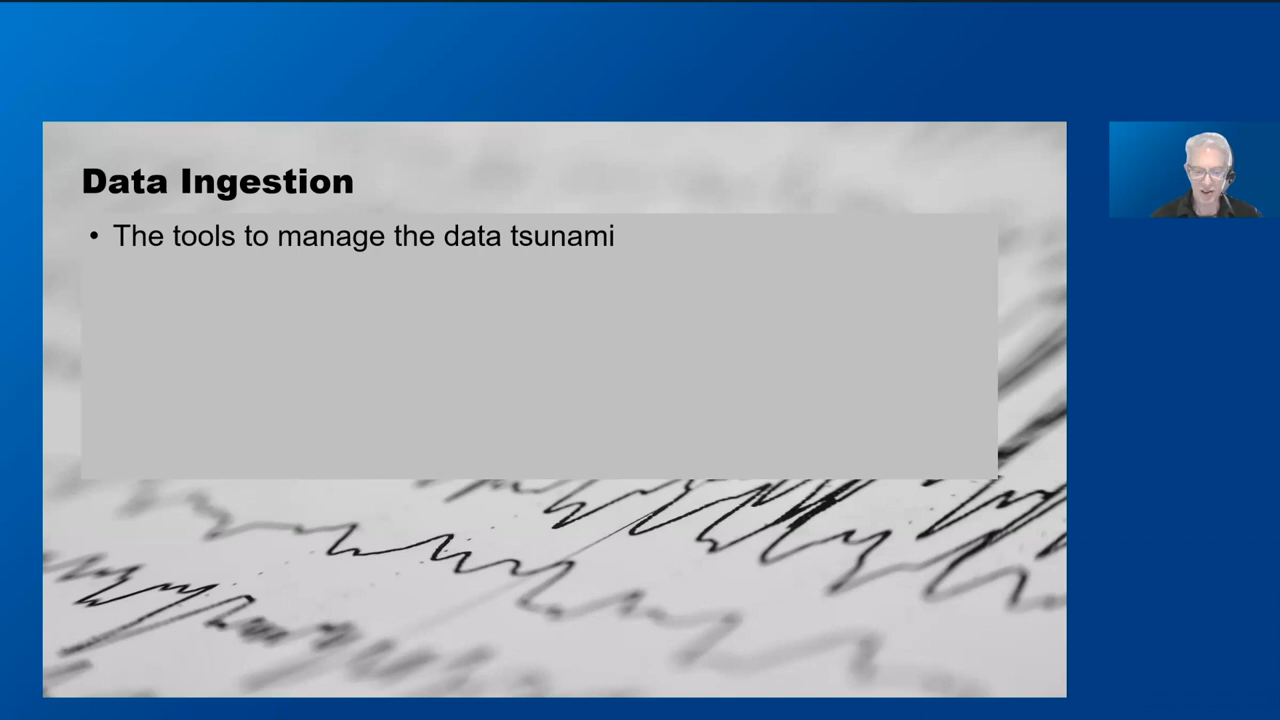 Data Ingestion
• The tools to manage the data tsunami